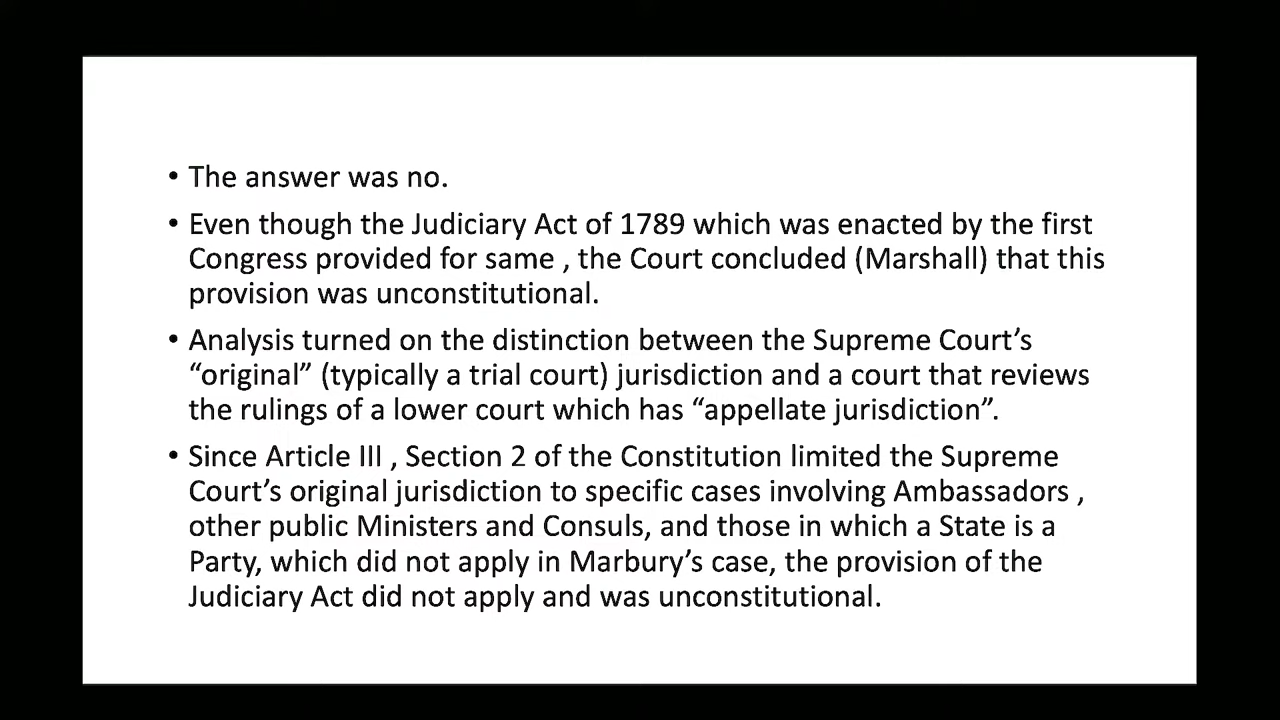 • The answer was no.
• Even though the Judiciary Act of 1789 which was enacted by the first
Congress provided for same , the Court concluded (Marshall) that this
provision was unconstitutional.
• Analysis turned on the distinction between the Supreme Court’s
“original” (typically a trial court) jurisdiction and a court that reviews
the rulings of a lower court which has “appellate jurisdiction”.
• Since Article III , Section 2 of the Constitution limited the Supreme
Court’s original jurisdiction to specific cases involving Ambassadors ,
other public Ministers and Consuls, and those in which a State is a
Party, which did not apply in Marbury’s case, the provision of the
Judiciary Act did not apply and was unconstitutional.